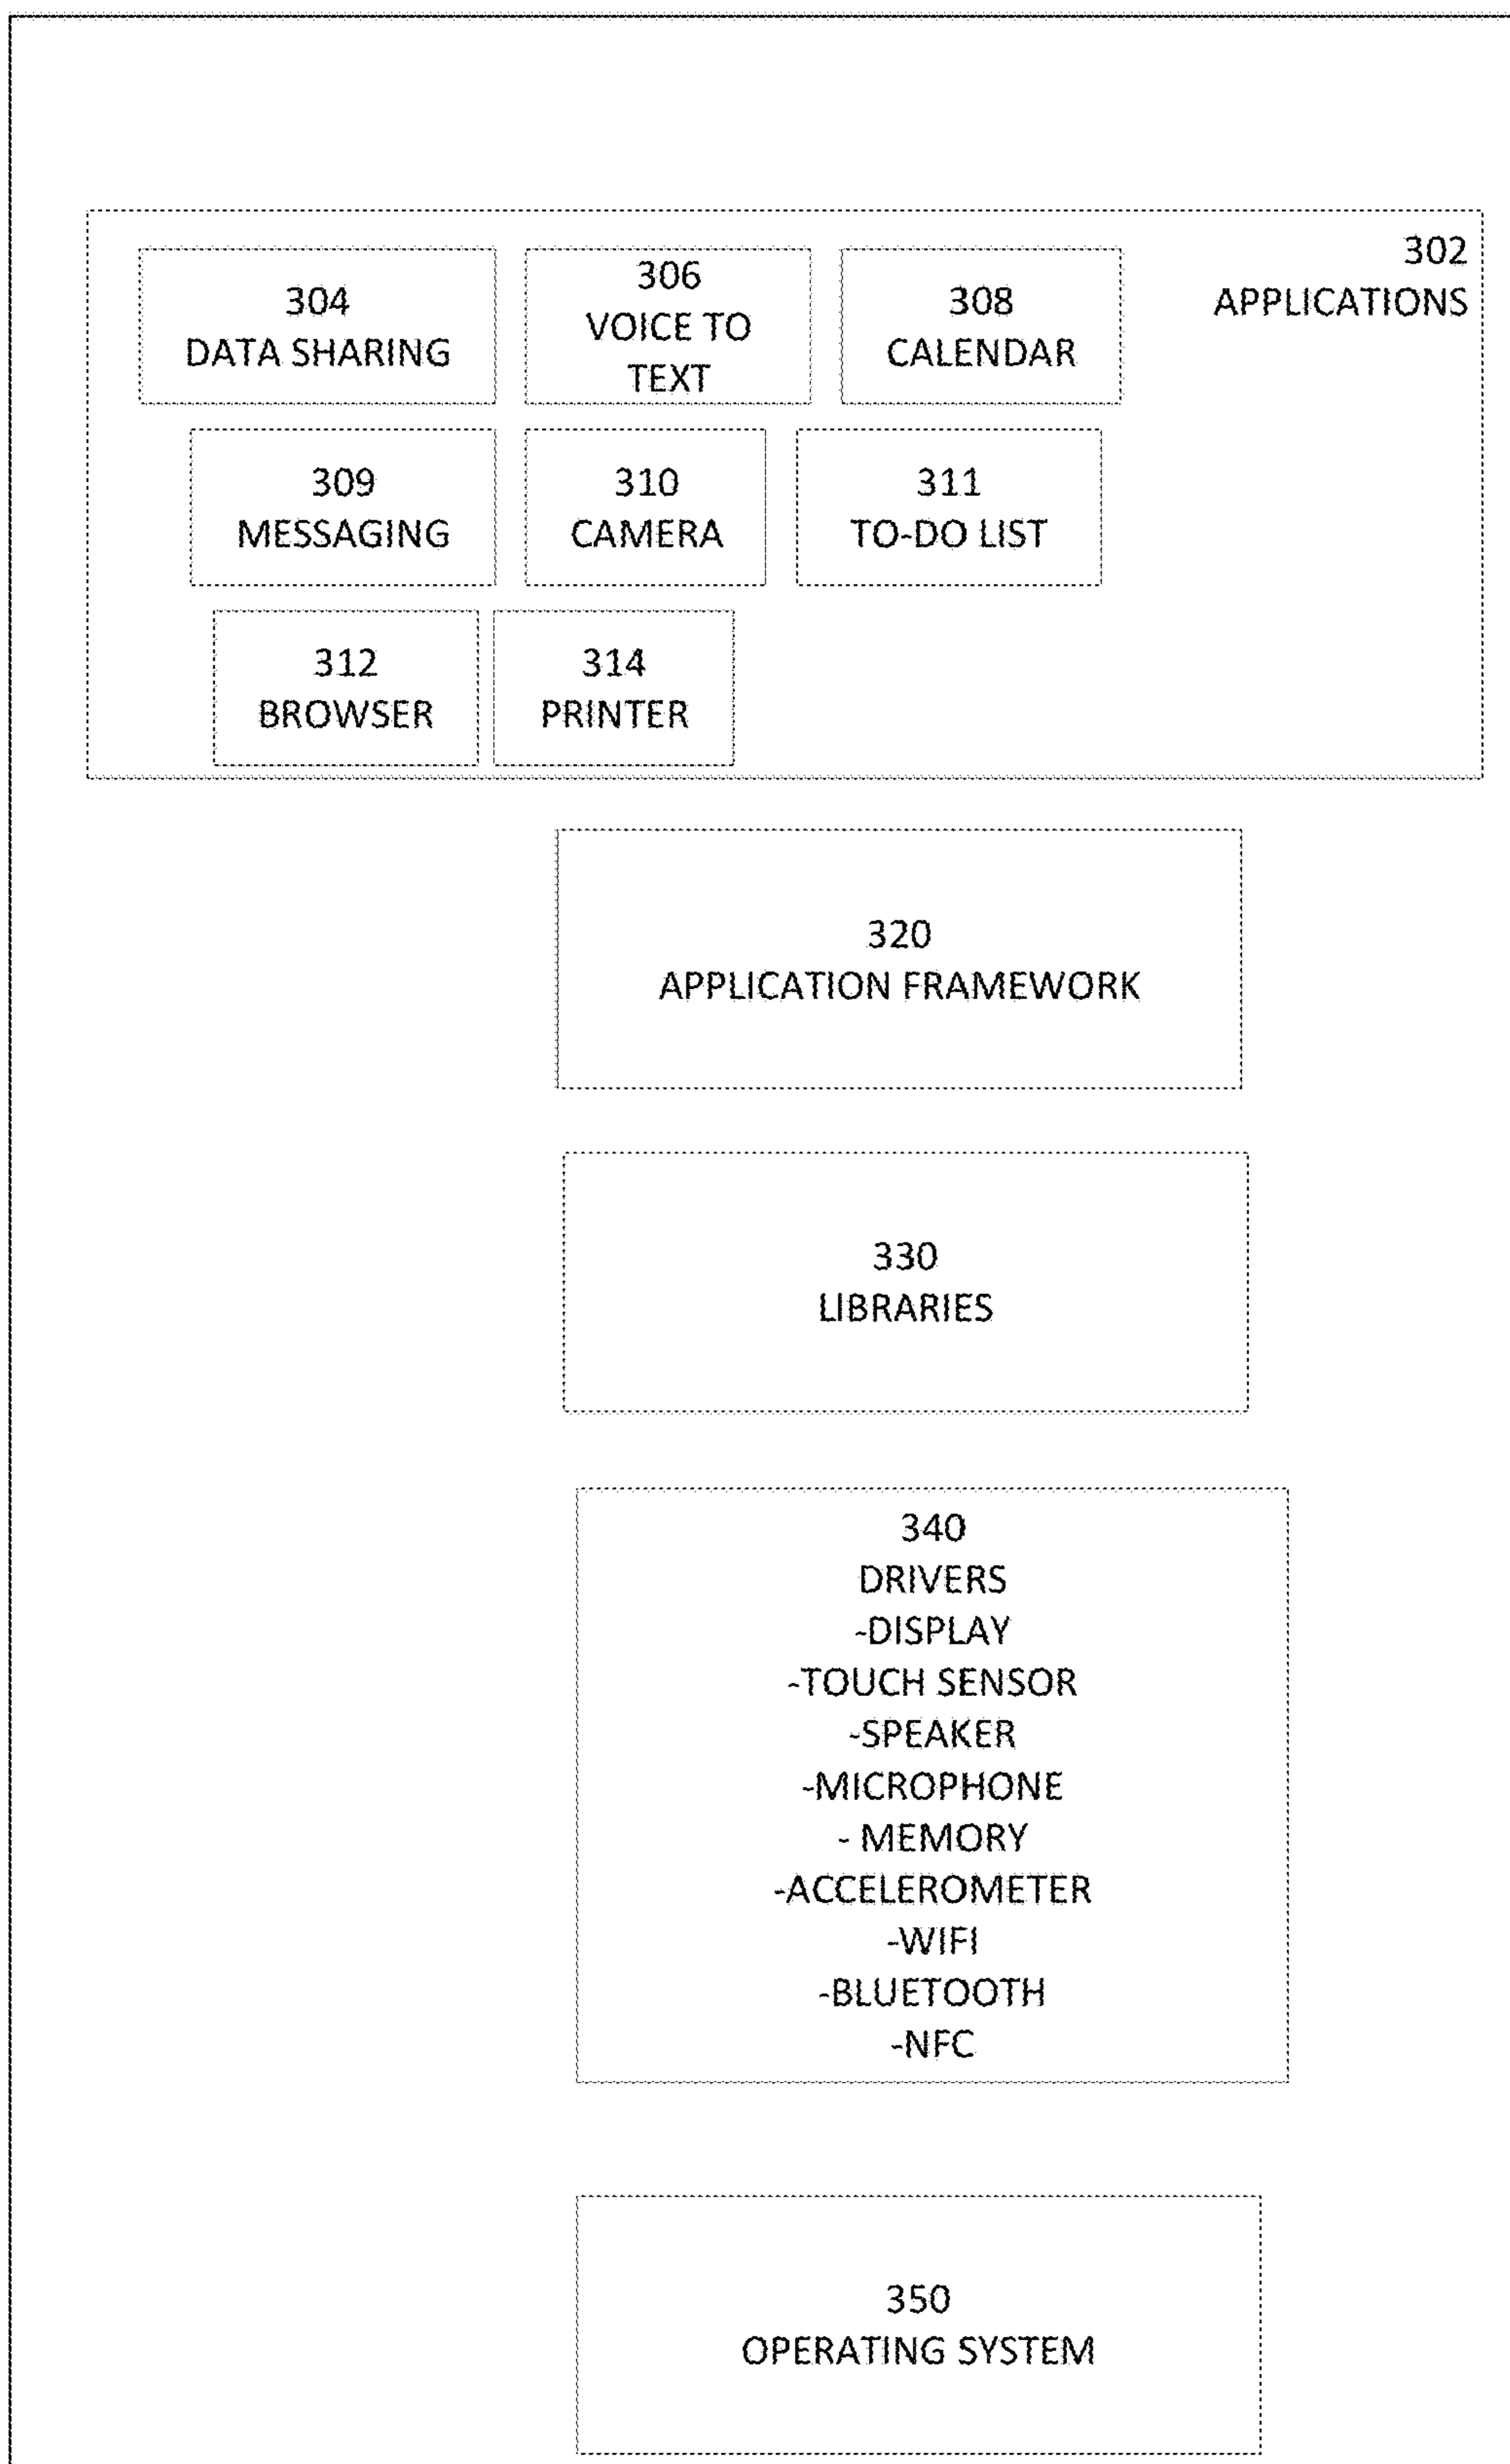 302
APPLICATIONS
304
DATA SHARING
306
VOICE TO
TEXT
308
CALENDAR
309
MESSAGING
310
CAMERA
311
TO-DO LIST
312
BROWSER
314
PRINTER
320
APPLICATION FRAMEWORK
330
LIBRARIES
340
DRIVERS
-DISPLAY
-TOUCH SENSOR
-SPEAKER
-MICROPHONE
- MEMORY
-ACCELEROMETER
-WIFI
-BLUETOOTH
-NFC
350
OPERATING SYSTEM